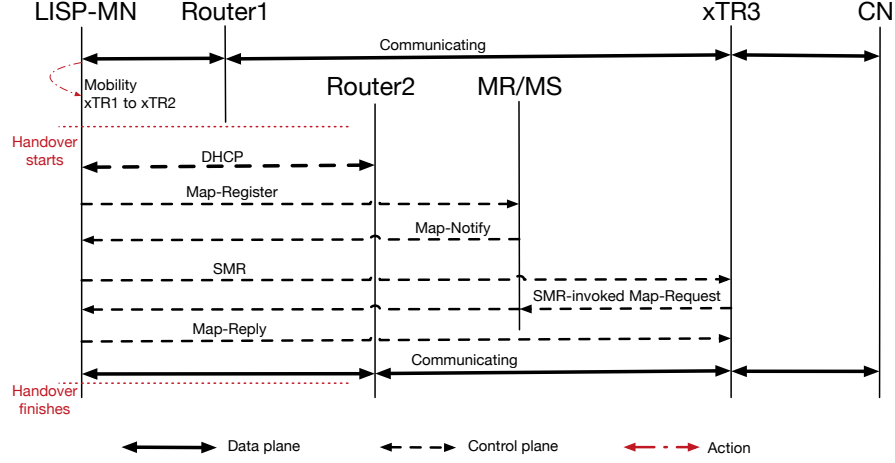 LISP-MN Router1 xTR3 CN
Communicating
Mobility
xTR1 to xTR2
Router2 MR/MS
Handover
starts
DHCP
Map-Register
Map-Notify
SMR
SMR-invoked Map-Request
Map-Reply
Communicating
Handover
finishes
Data plane Control plane Action